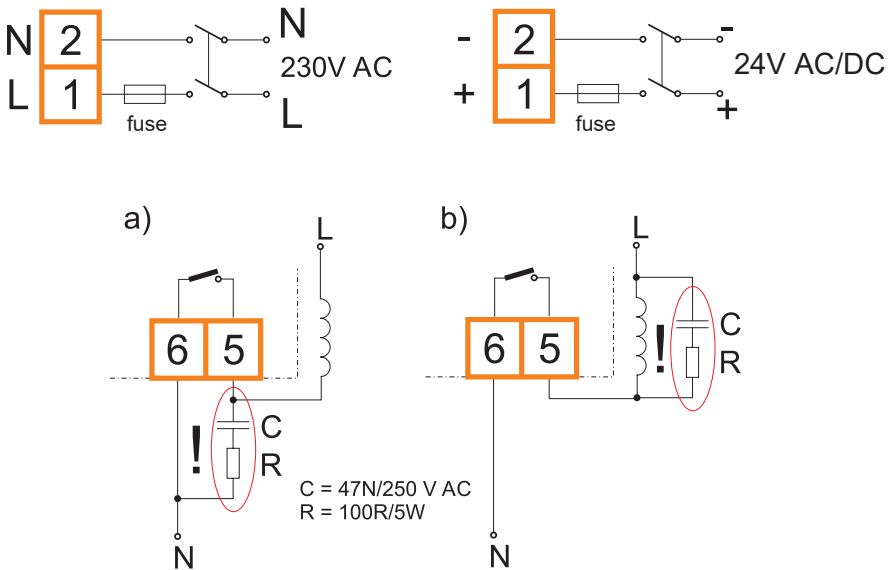 N 2 N
230V AC
L 1 L
fuse
- 2 -
24V AC/DC
+ 1 +
fuse
a)
L
6 5
! C
R
N
b)
L
6 5
! C
R
N
C = 47N/250 V AC
R = 100R/5W